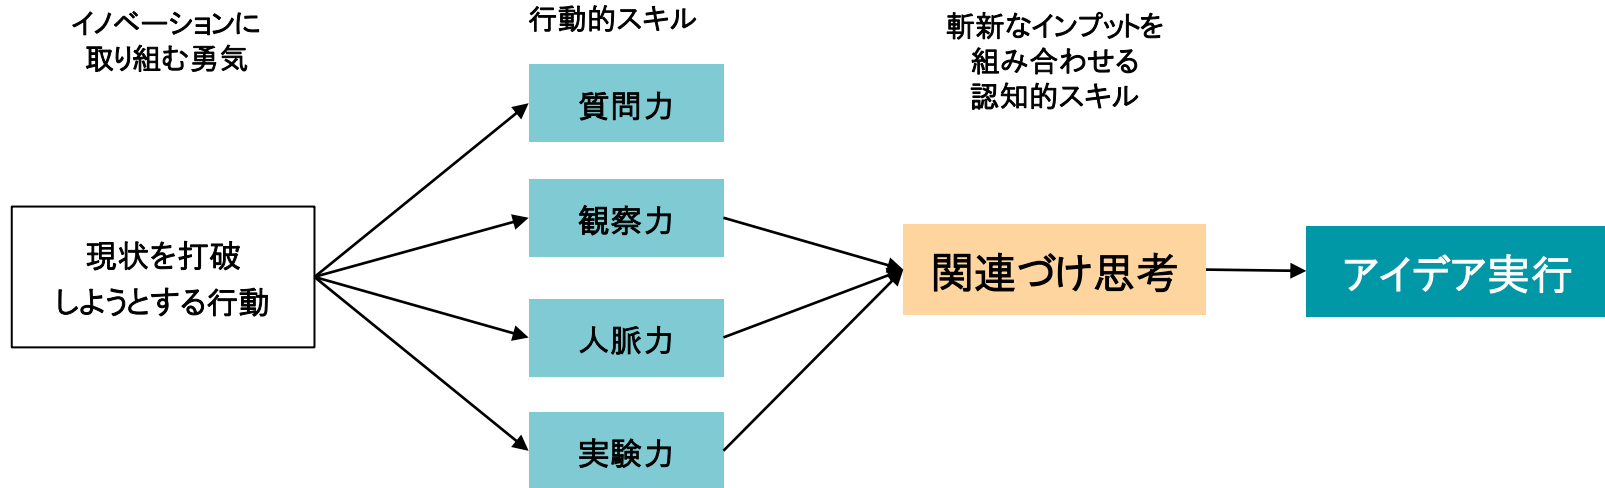 イノベーションに
取り組む勇気
行動的スキル
斬新なインプットを
組み合わせる
認知的スキル
質問力
観察力
人脈力
実験力
現状を打破
しようとする行動
関連づけ思考
アイデア実行